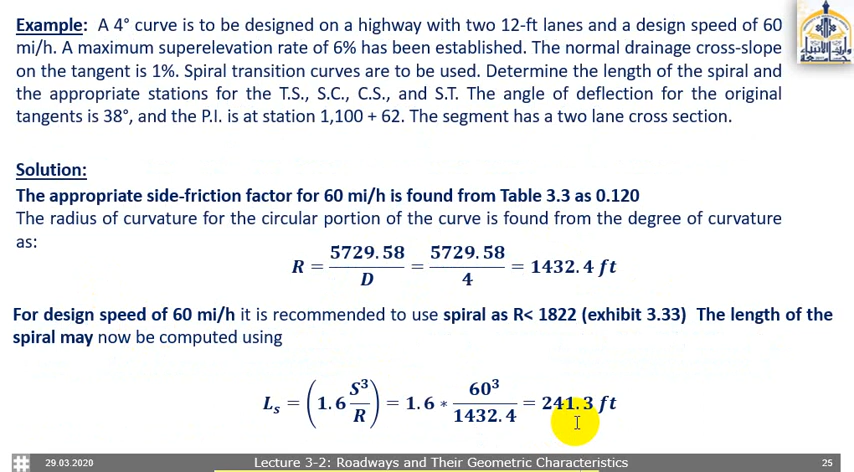 Example: A 4° curve is to be designed on a highway with two 12-ft lanes and a design speed of 60
mi/h. A maximum superelevation rate of 6% has been established. The normal drainage cross-slope
on the tangent is 1%. Spiral transition curves are to be used. Determine the length of the spiral and
the appropriate stations for the T.S., S.C., C.S., and S.T. The angle of deflection for the original
tangents is 38°, and the P.I. is at station 1,100 + 62. The segment has a two lane cross section.
Solution:
The appropriate side-friction factor for 60 mi/h is found from Table 3.3 as 0.120
The radius of curvature for the circular portion of the curve is found from the degree of curvature
as:
R = 5729.58 / D = 5729.58 / 4 = 1432.4 ft
For design speed of 60 mi/h it is recommended to use spiral as R< 1822 (exhibit 3.33) The length of the
spiral may now be computed using
Lₛ = (1.6 S³ / R) = 1.6 * 60³ / 1432.4 = 241.3 ft
29.03.2020 Lecture 3-2: Roadways and Their Geometric Characteristics 25